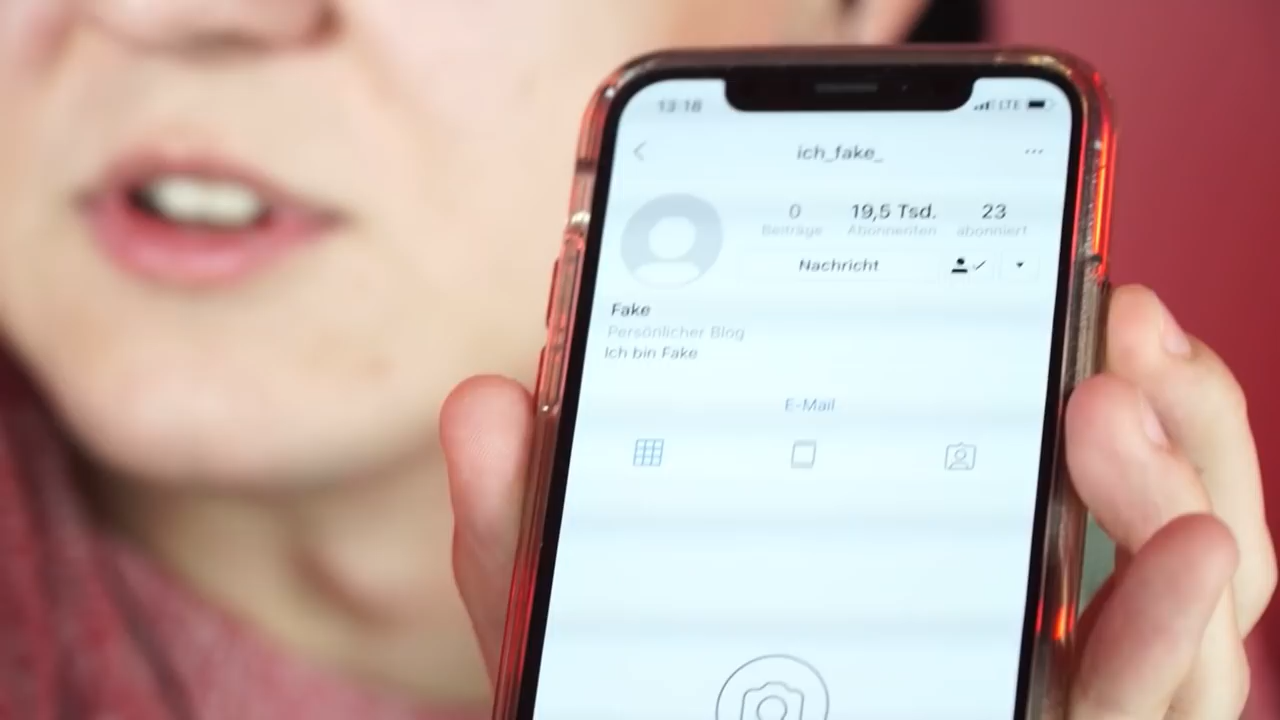 13:18
LTE
ich_fake_
0 19,5 Tsd. 23
Beiträge Abonnenten abonniert
Nachricht
Fake
Persönlicher Blog
Ich bin Fake
E-Mail